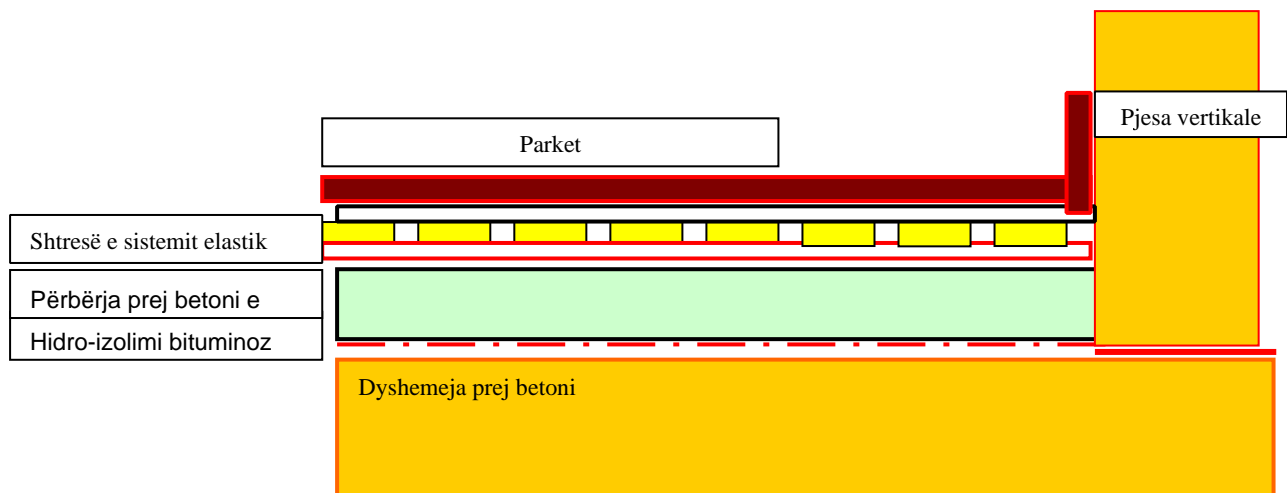 Pjesa vertikale
Parket
Shtresë e sistemit elastik
Përbërja prej betoni e
Hidro-izolimi bituminoz
Dyshemeja prej betoni